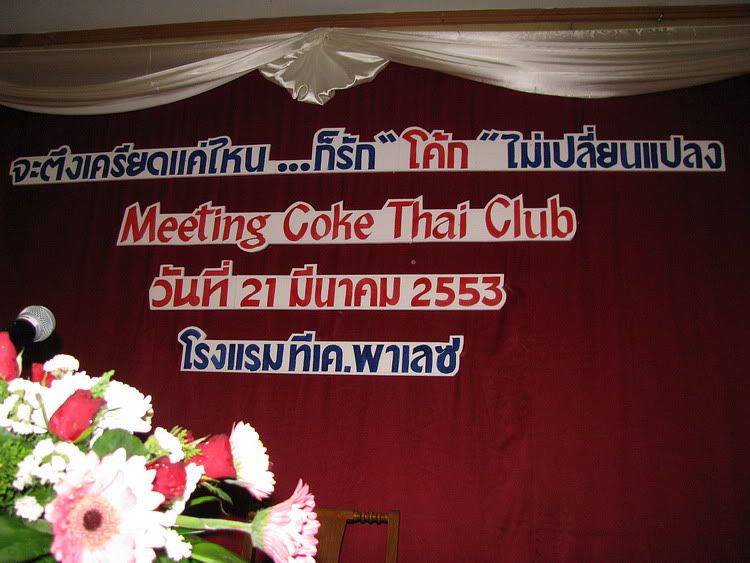 จะตึงเครียดแค่ไหน ...ก็รัก " โค้ก " ไม่เปลี่ยนแปลง
Meeting Coke Thai Club
วันที่ 21 มีนาคม 2553
โรงแรม ทีเค.พาเลซ